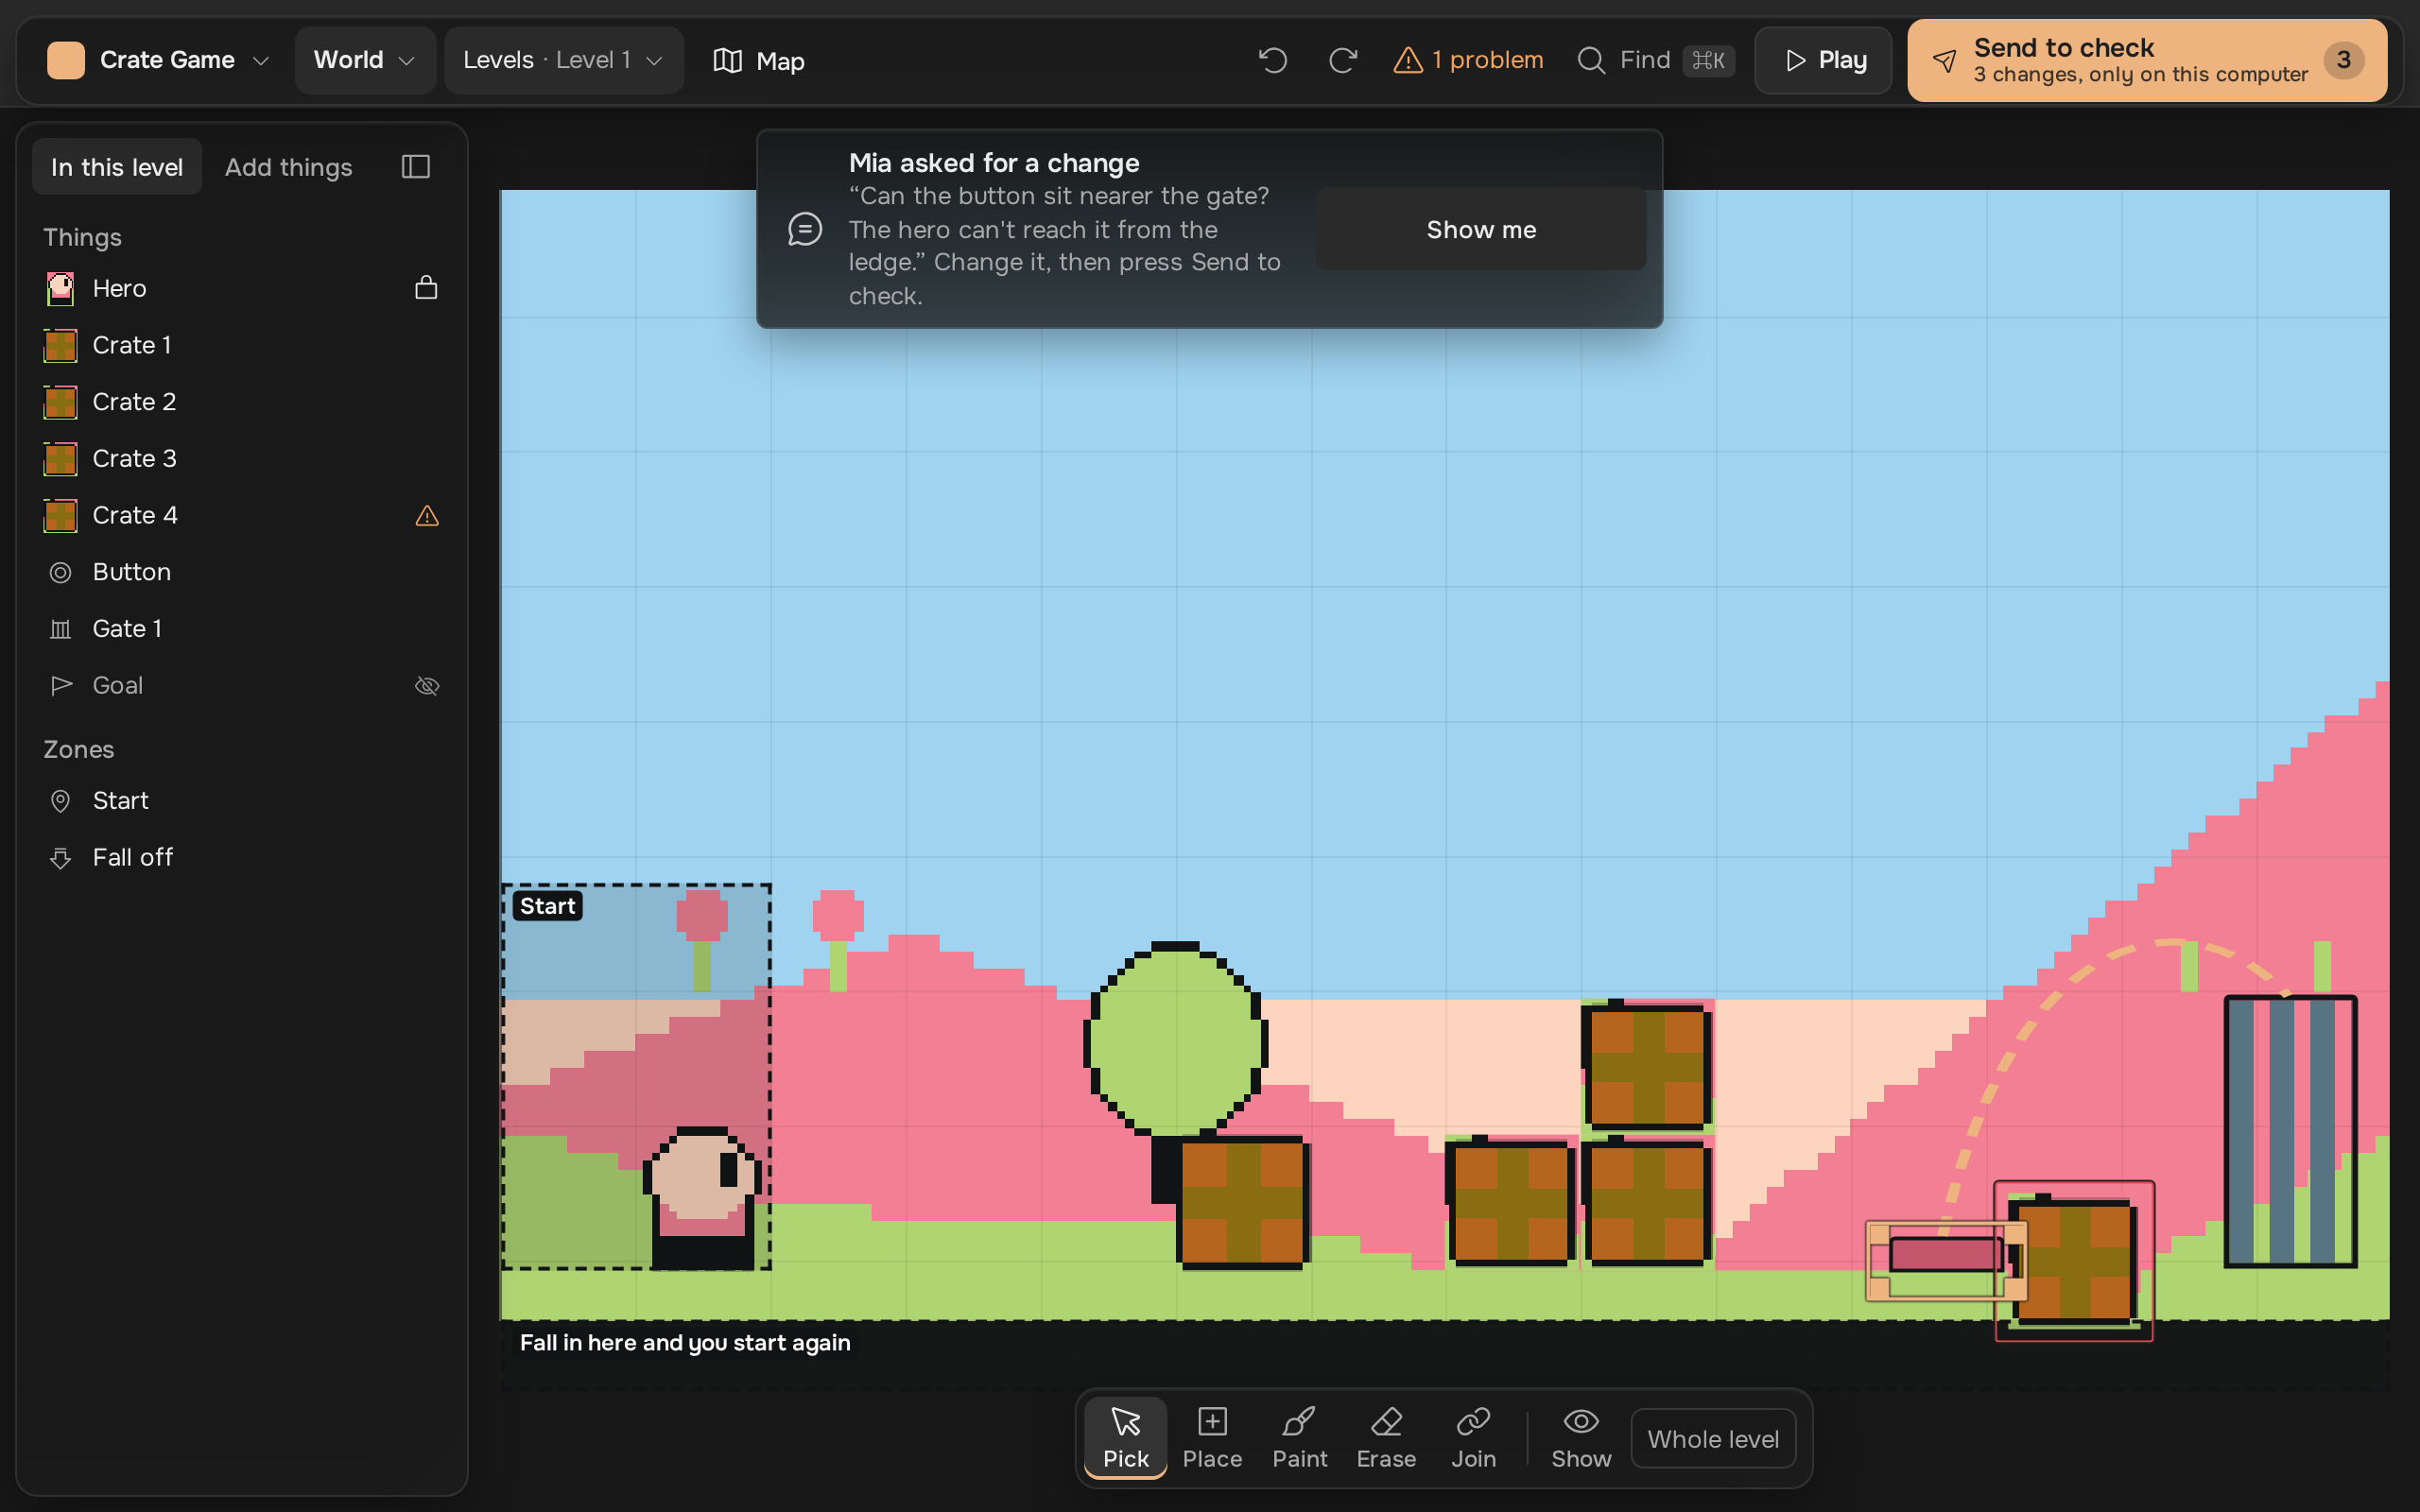 Crate Game
World
Levels · Level 1
Map
1 problem
Find ⌘K
Play
Send to check
3 changes, only on this computer
3
In this level
Add things
Things
Hero
Crate 1
Crate 2
Crate 3
Crate 4
Button
Gate 1
Goal
Zones
Start
Fall off
Mia asked for a change
“Can the button sit nearer the gate?
The hero can't reach it from the
ledge.” Change it, then press Send to
check.
Show me
Start
Fall in here and you start again
Pick
Place
Paint
Erase
Join
Show
Whole level